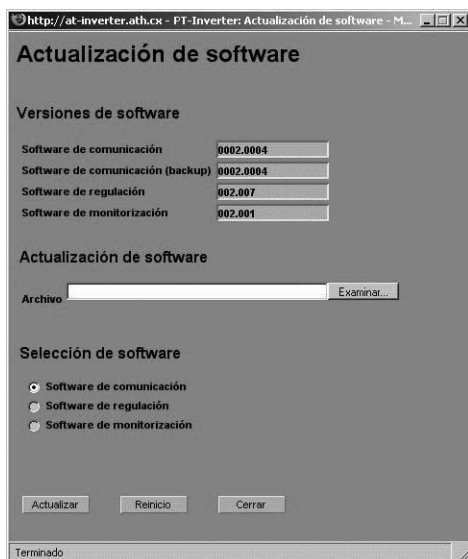 http://at-inverter.ath.cx - PT-Inverter: Actualización de software - M...
Actualización de software
Versiones de software
Software de comunicación 0002.0004
Software de comunicación (backup) 0002.0004
Software de regulación 002.007
Software de monitorización 002.001
Actualización de software
Archivo Examinar...
Selección de software
Software de comunicación
Software de regulación
Software de monitorización
Actualizar Reinicio Cerrar
Terminado